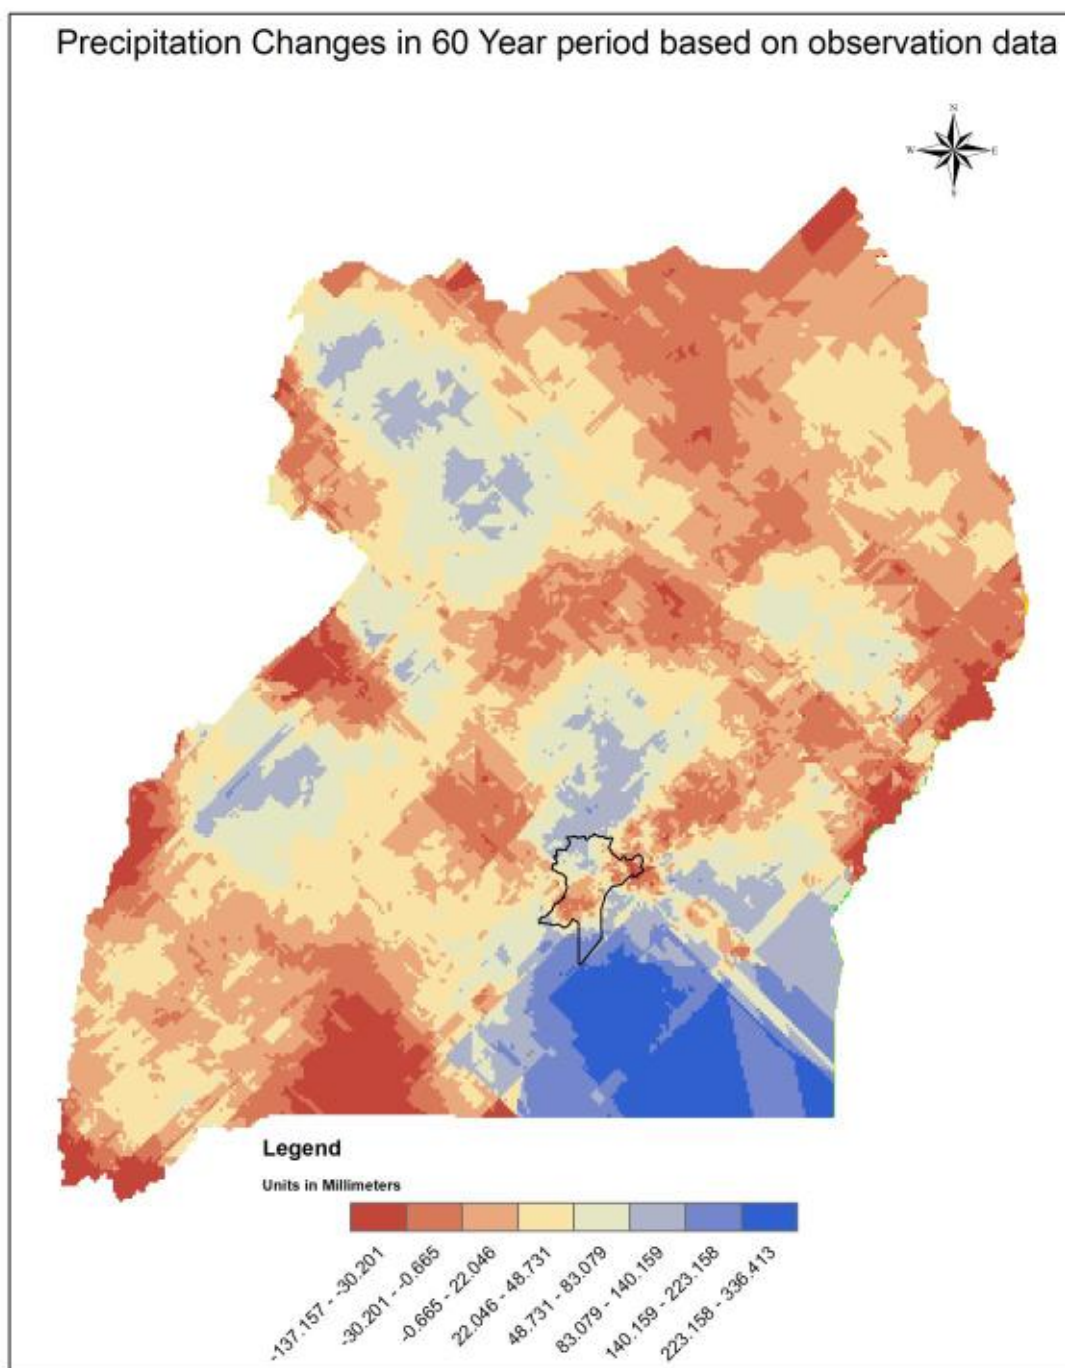 Precipitation Changes in 60 Year period based on observation data
N
W
E
S
Legend
Units in Millimeters
-137.157 - -30.201
-30.201 - -0.665
-0.665 - 22.046
22.046 - 48.731
48.731 - 83.079
83.079 - 140.159
140.159 - 223.158
223.158 - 336.413